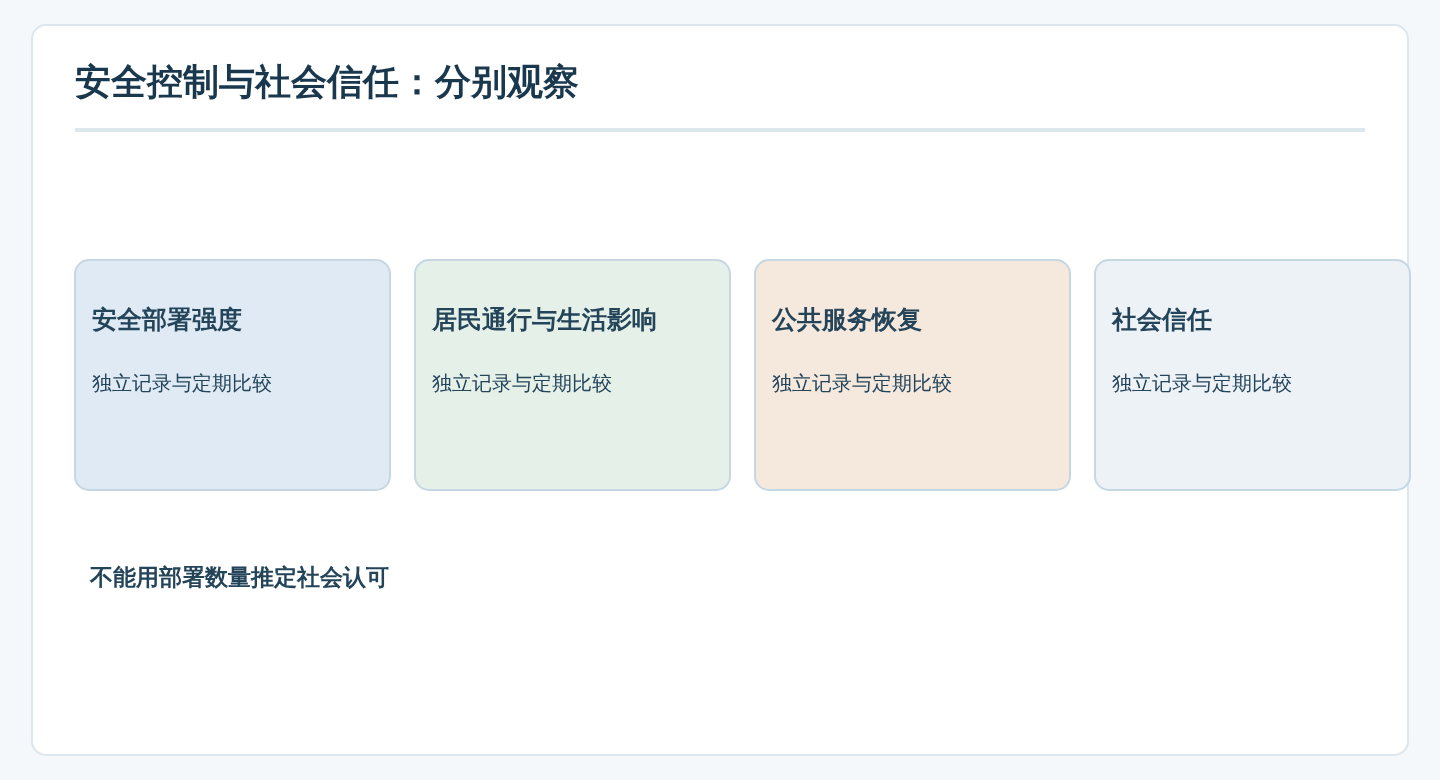 安全控制与社会信任：分别观察
安全部署强度
独立记录与定期比较
居民通行与生活影响
独立记录与定期比较
公共服务恢复
独立记录与定期比较
社会信任
独立记录与定期比较
不能用部署数量推定社会认可